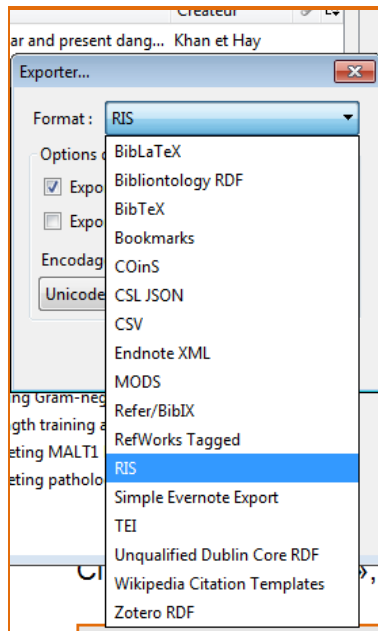 Createur
ar and present dang... Khan et Hay
Exporter...
Format : RIS
Options
BibLaTeX
Bibliontology RDF
Expo
BibTeX
Expo
Bookmarks
COinS
Encodag
CSL JSON
Unicode
CSV
Endnote XML
MODS
ng Gram-neg
Refer/BibIX
gth training a
RefWorks Tagged
eting MALT1
RIS
eting patholo
Simple Evernote Export
TEI
Unqualified Dublin Core RDF
Wikipedia Citation Templates
Zotero RDF